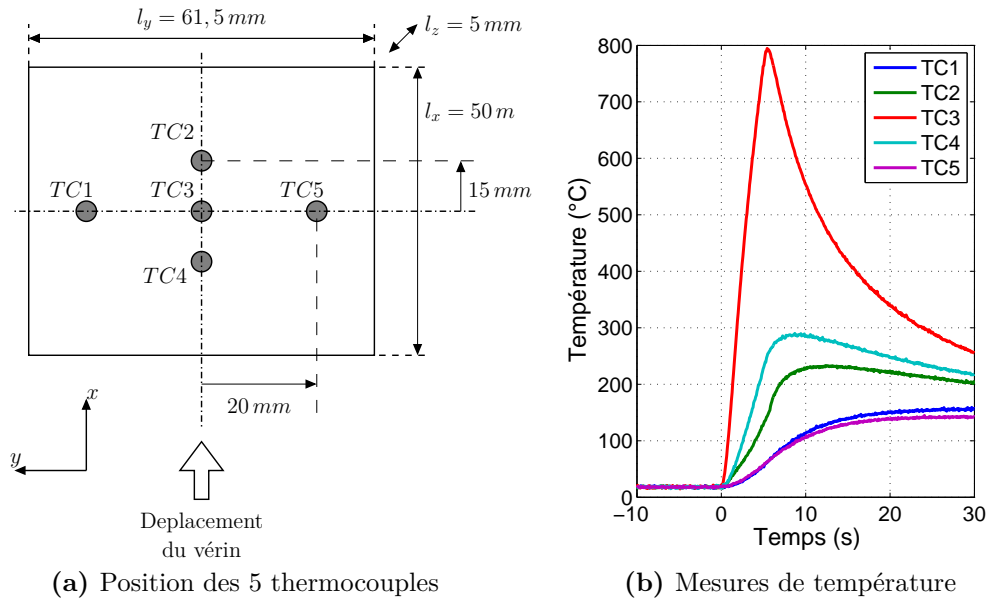 l_y = 61,5 mm
l_z = 5 mm
l_x = 50 m
TC2
TC1
TC3
TC5
15 mm
TC4
20 mm
x
y
Deplacement
du vérin
(a) Position des 5 thermocouples
800
700
600
500
400
300
200
100
0
Température (°C)
TC1
TC2
TC3
TC4
TC5
−10
0
10
20
30
Temps (s)
(b) Mesures de température